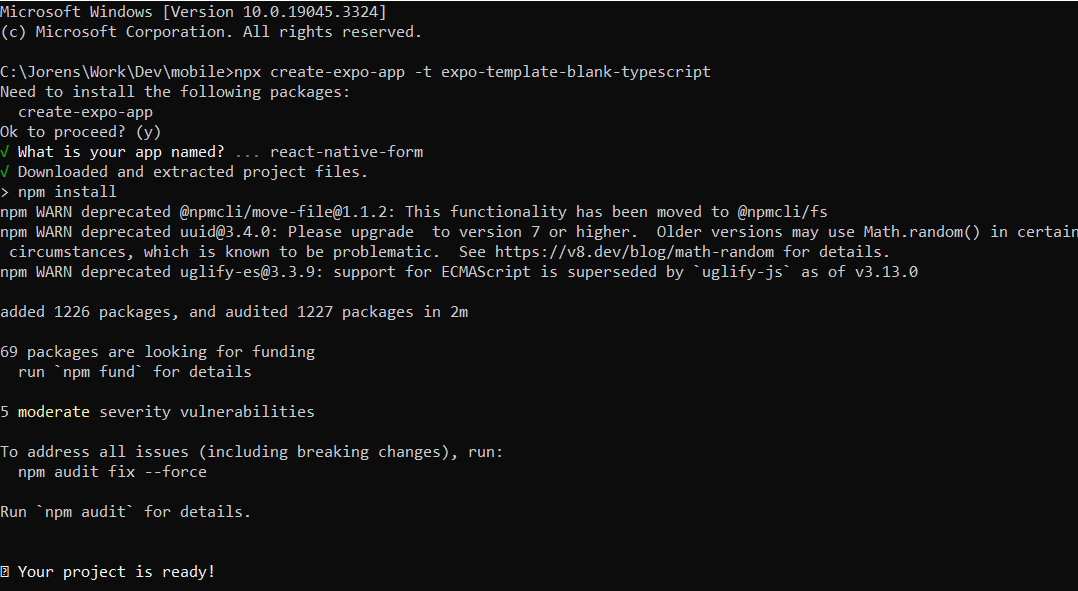 Microsoft Windows [Version 10.0.19045.3324]
(c) Microsoft Corporation. All rights reserved.
C:\Jorens\Work\Dev\mobile>npx create-expo-app -t expo-template-blank-typescript
Need to install the following packages:
  create-expo-app
Ok to proceed? (y)
√ What is your app named? ... react-native-form
√ Downloaded and extracted project files.
> npm install
npm WARN deprecated @npmcli/move-file@1.1.2: This functionality has been moved to @npmcli/fs
npm WARN deprecated uuid@3.4.0: Please upgrade  to version 7 or higher.  Older versions may use Math.random() in certain
 circumstances, which is known to be problematic.  See https://v8.dev/blog/math-random for details.
npm WARN deprecated uglify-es@3.3.9: support for ECMAScript is superseded by `uglify-js` as of v3.13.0
added 1226 packages, and audited 1227 packages in 2m
69 packages are looking for funding
  run `npm fund` for details
5 moderate severity vulnerabilities
To address all issues (including breaking changes), run:
  npm audit fix --force
Run `npm audit` for details.
Your project is ready!